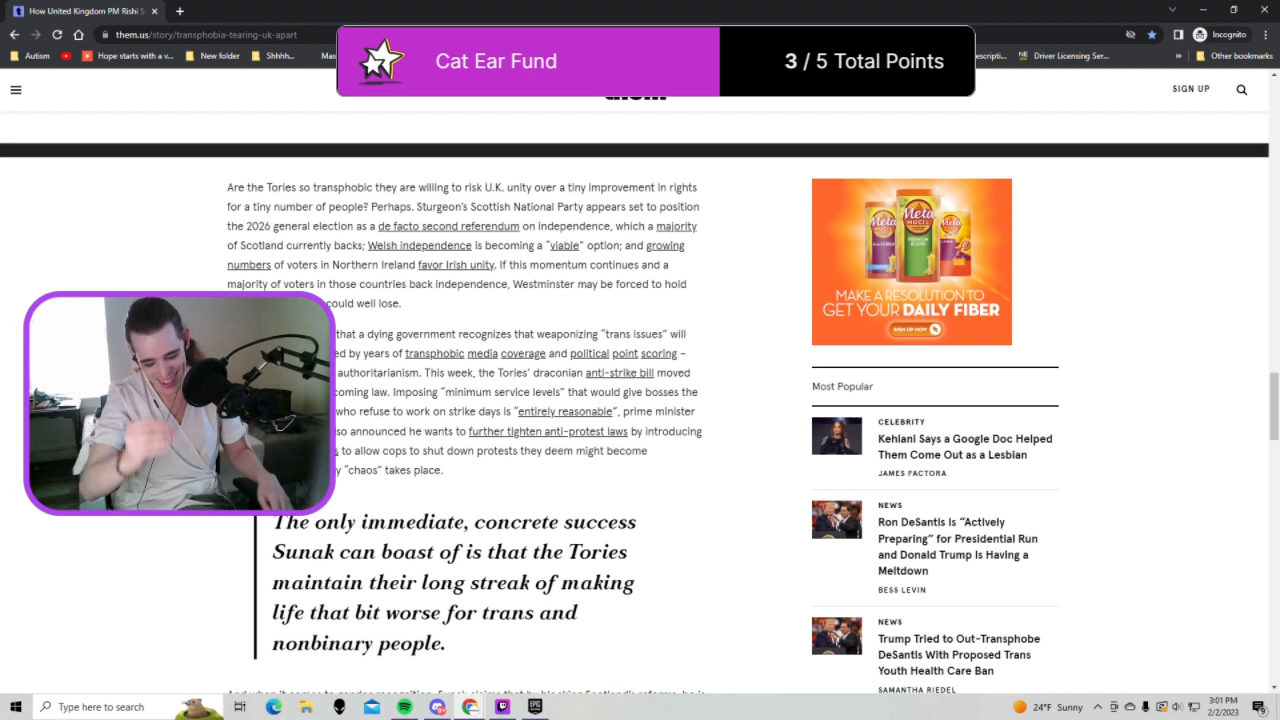 How United Kin
them.us/story/transphobia-tearing-uk-apart
Incognito
Autism
Hope starts with a v...
New folder
Shhhh...
Mas
escripti...
Driver Licensing Ser...
»
Other bookmarks
Cat Ear Fund
3 / 5 Total Points
SIGN UP
Are the Tories so transphobic they are willing to risk U.K. unity over a tiny improvement in rights
for a tiny number of people? Perhaps. Sturgeon's Scottish National Party appears set to position
the 2026 general election as a de facto second referendum on independence, which a majority
of Scotland currently backs; Welsh independence is becoming a "viable" option; and growing
numbers of voters in Northern Ireland favor Irish unity. If this momentum continues and a
majority of voters in those countries back independence, Westminster may be forced to hold
could well lose.
that a dying government recognizes that weaponizing "trans issues" will
ed by years of transphobic media coverage and political point scoring –
authoritarianism. This week, the Tories' draconian anti-strike bill moved
coming law. Imposing "minimum service levels" that would give bosses the
who refuse to work on strike days is "entirely reasonable", prime minister
so announced he wants to further tighten anti-protest laws by introducing
s to allow cops to shut down protests they deem might become
y "chaos" takes place.
The only immediate, concrete success
Sunak can boast of is that the Tories
maintain their long streak of making
life that bit worse for trans and
nonbinary people.
Meta
MUCIL
MAKE A RESOLUTION TO
GET YOUR DAILY FIBER
SIGN UP NOW
Most Popular
CELEBRITY
Kehlani Says a Google Doc Helped
Them Come Out as a Lesbian
JAMES FACTORA
NEWS
Ron DeSantis Is "Actively
Preparing" for Presidential Run
and Donald Trump Is Having a
Meltdown
BESS LEVIN
NEWS
Trump Tried to Out-Transphobe
DeSantis With Proposed Trans
Youth Health Care Ban
SAMANTHA RIEDEL
Type here to search
24°F Sunny
3:01 PM
2/2/2023